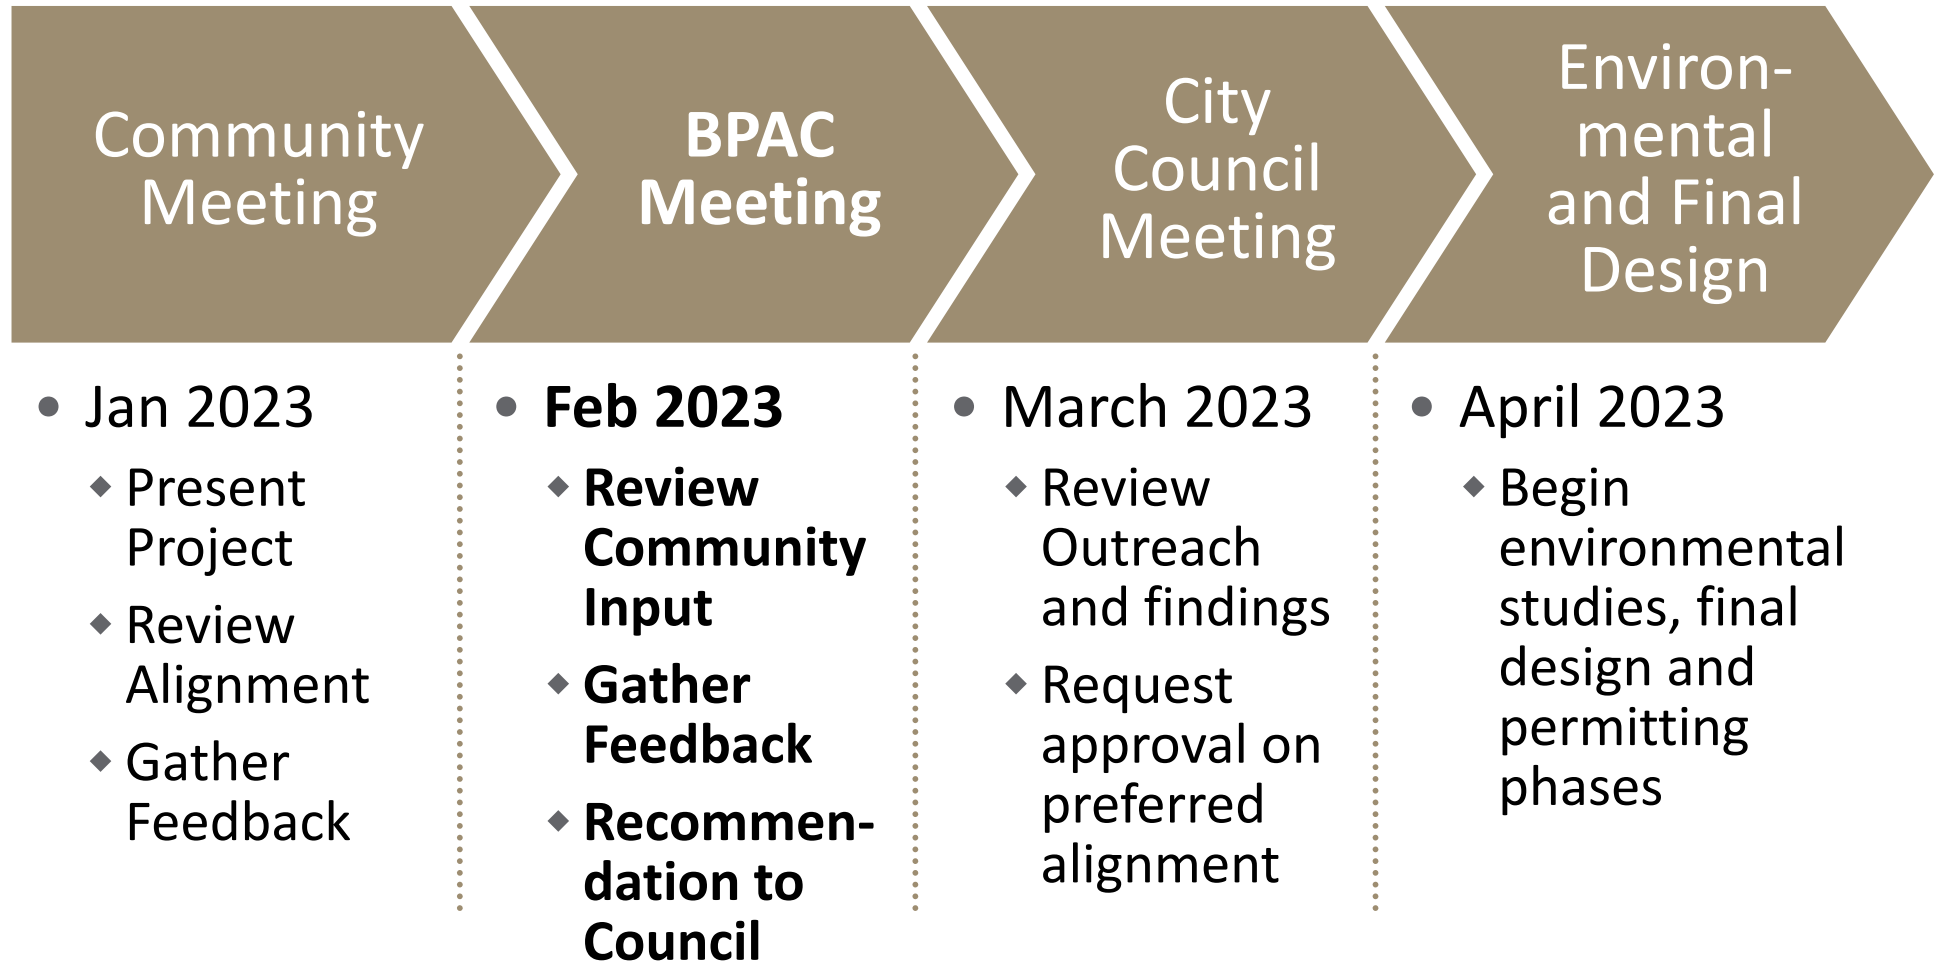 Community
Meeting
BPAC
Meeting
City
Council
Meeting
Environ-
mental
and Final
Design
• Jan 2023
Present
Project
Review
Alignment
Gather
Feedback
• Feb 2023
Review
Community
Input
Gather
Feedback
Recommen-
dation to
Council
• March 2023
Review
Outreach
and findings
Request
approval on
preferred
alignment
• April 2023
Begin
environmental
studies, final
design and
permitting
phases